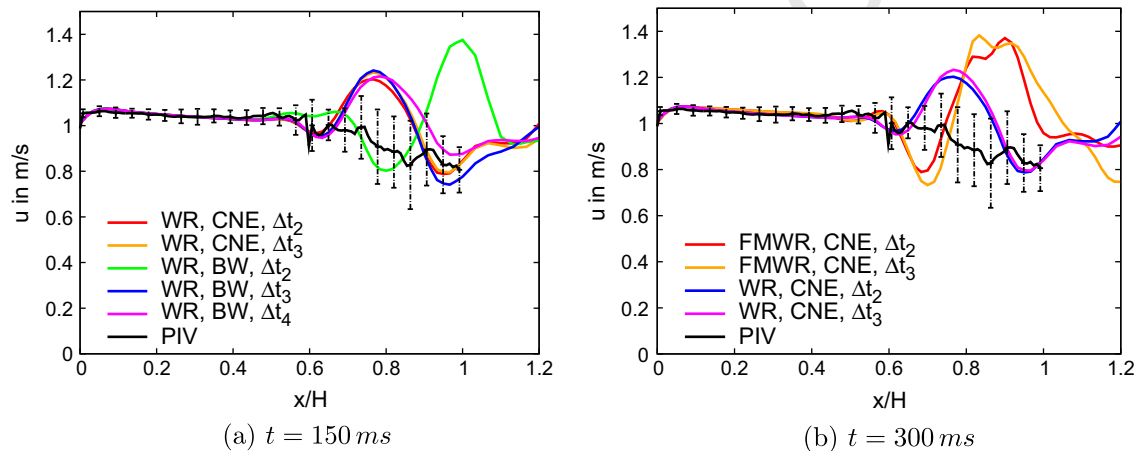 1.4
1.2
1
0.8
0.6
0.4
0.2
0
u in m/s
WR, CNE, Δt2
WR, CNE, Δt3
WR, BW, Δt2
WR, BW, Δt3
WR, BW, Δt4
PIV
0 0.2 0.4 0.6 0.8 1 1.2
x/H
(a) t = 150 ms
1.4
1.2
1
0.8
0.6
0.4
0.2
0
u in m/s
FMWR, CNE, Δt2
FMWR, CNE, Δt3
WR, CNE, Δt2
WR, CNE, Δt3
PIV
0 0.2 0.4 0.6 0.8 1 1.2
x/H
(b) t = 300 ms